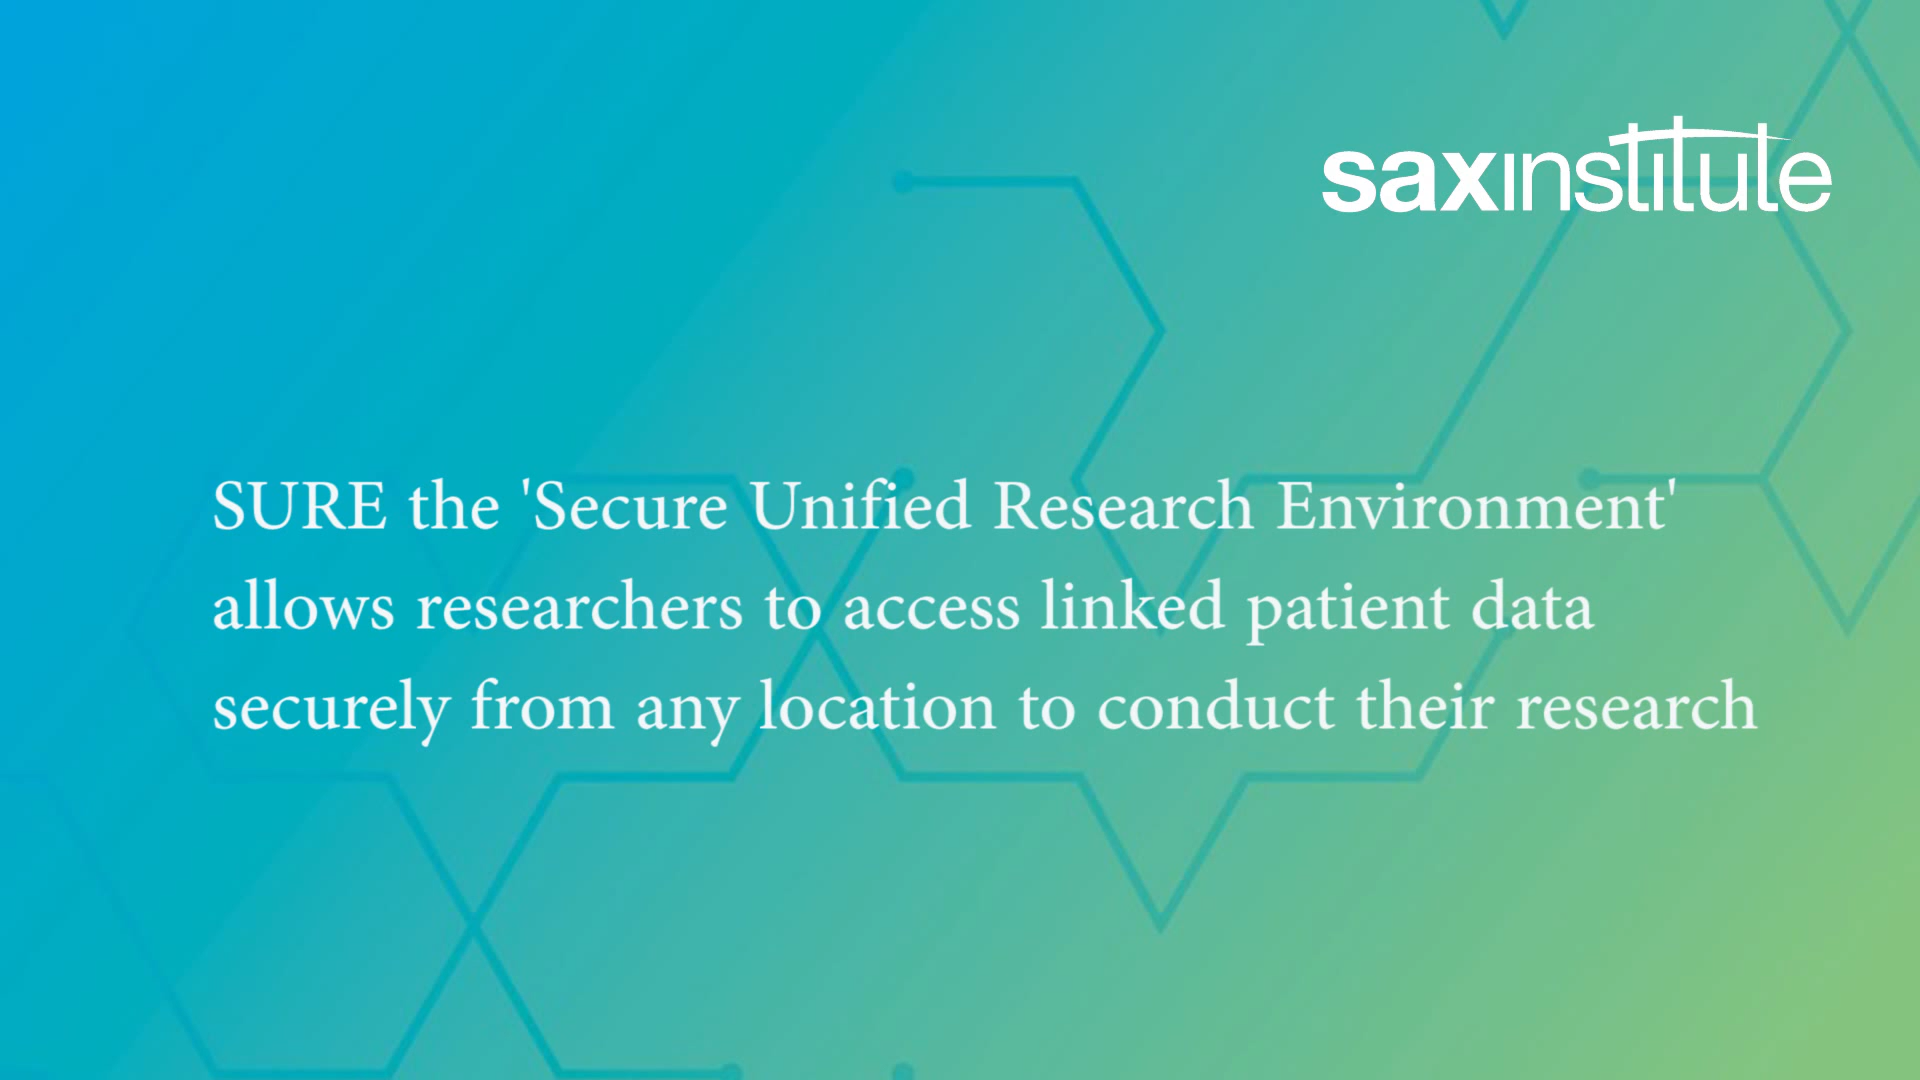 saxinstitute
SURE the 'Secure Unified Research Environment'
allows researchers to access linked patient data
securely from any location to conduct their research